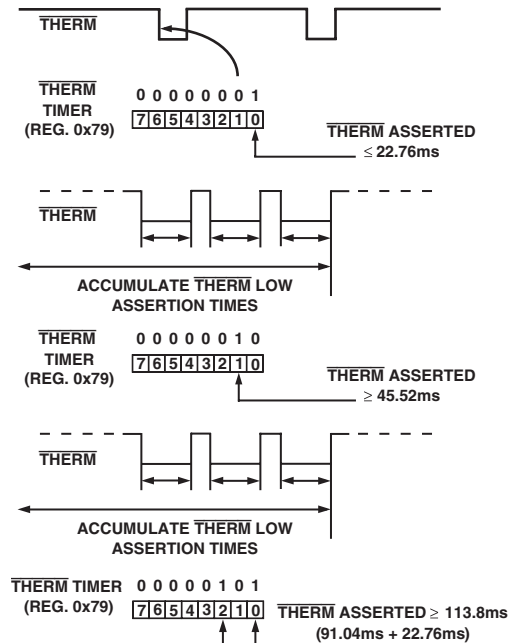 THERM
THERM
TIMER
(REG. 0x79)
0 0 0 0 0 0 0 1
7 6 5 4 3 2 1 0
THERM ASSERTED
≤ 22.76ms
THERM
ACCUMULATE THERM LOW
ASSERTION TIMES
THERM
TIMER
(REG. 0x79)
0 0 0 0 0 0 1 0
7 6 5 4 3 2 1 0
THERM ASSERTED
≥ 45.52ms
THERM
ACCUMULATE THERM LOW
ASSERTION TIMES
THERM TIMER
(REG. 0x79)
0 0 0 0 0 1 0 1
7 6 5 4 3 2 1 0
THERM ASSERTED ≥ 113.8ms
(91.04ms + 22.76ms)